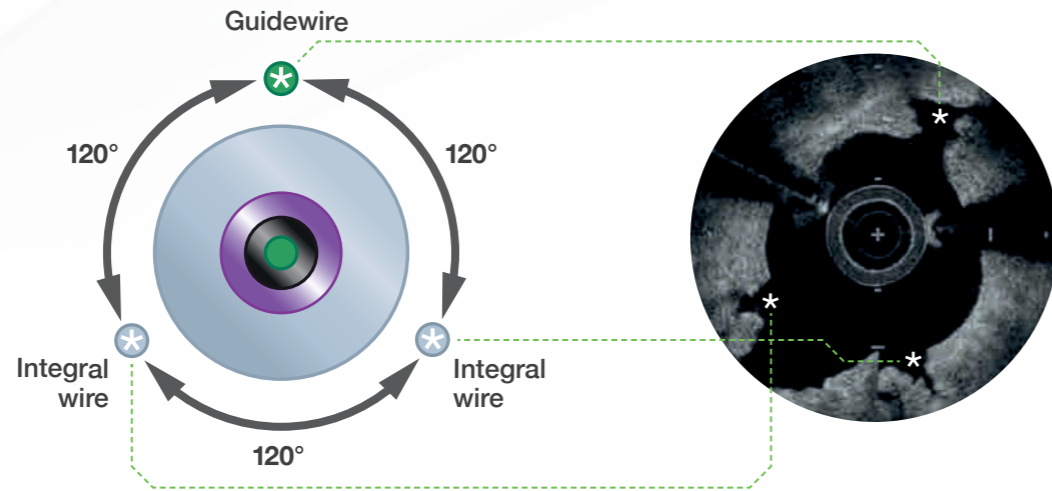 Guidewire
*
120°
120°
*
*
Integral
wire
Integral
wire
120°
*
*
*